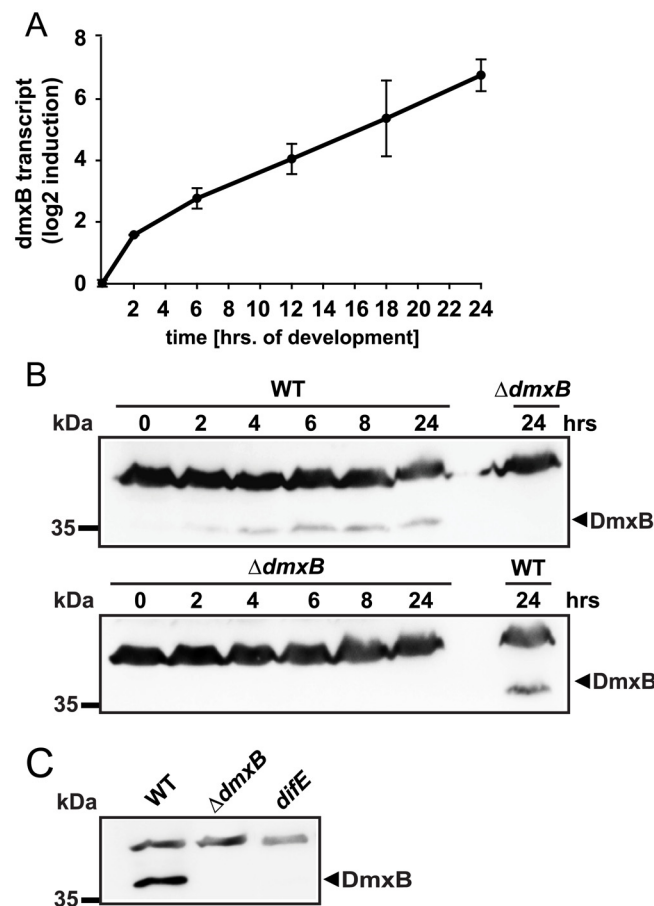 A
dmxB transcript
(log2 induction)
8
6
4
2
0
2 4 6 8 10 12 14 16 18 20 22 24
time [hrs. of development]
B
WT ΔdmxB
kDa 0 2 4 6 8 24 24 hrs
35 DmxB
ΔdmxB WT
kDa 0 2 4 6 8 24 24 hrs
35 DmxB
C
kDa WT ΔdmxB difE
35 DmxB